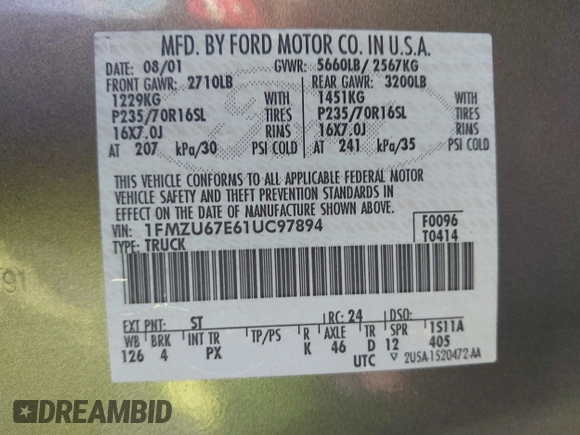 MFD. BY FORD MOTOR CO. IN U.S.A.
DATE: 08/01 GVWR: 5660LB/ 2567KG
FRONT GAWR: 2710LB REAR GAWR: 3200LB
1229KG WITH 1451KG WITH
P235/70R16SL TIRES P235/70R16SL TIRES
16X7.0J RIMS 16X7.0J RIMS
AT 207 kPa/30 PSI COLD AT 241 kPa/35 PSI COLD
THIS VEHICLE CONFORMS TO ALL APPLICABLE FEDERAL MOTOR
VEHICLE SAFETY AND THEFT PREVENTION STANDARDS IN
EFFECT ON THE DATE OF MANUFACTURE SHOWN ABOVE.
VIN: 1FMZU67E61UC97894 F0096
TYPE: TRUCK T0414
EXT PNT: ST RC: 24 DSO:
WB BRK INT TR TP/PS R AXLE TR SPR 1S11A
126 4 PX K 46 D 12 405
UTC 2U5A-1520472-AA
91
DREAMBID